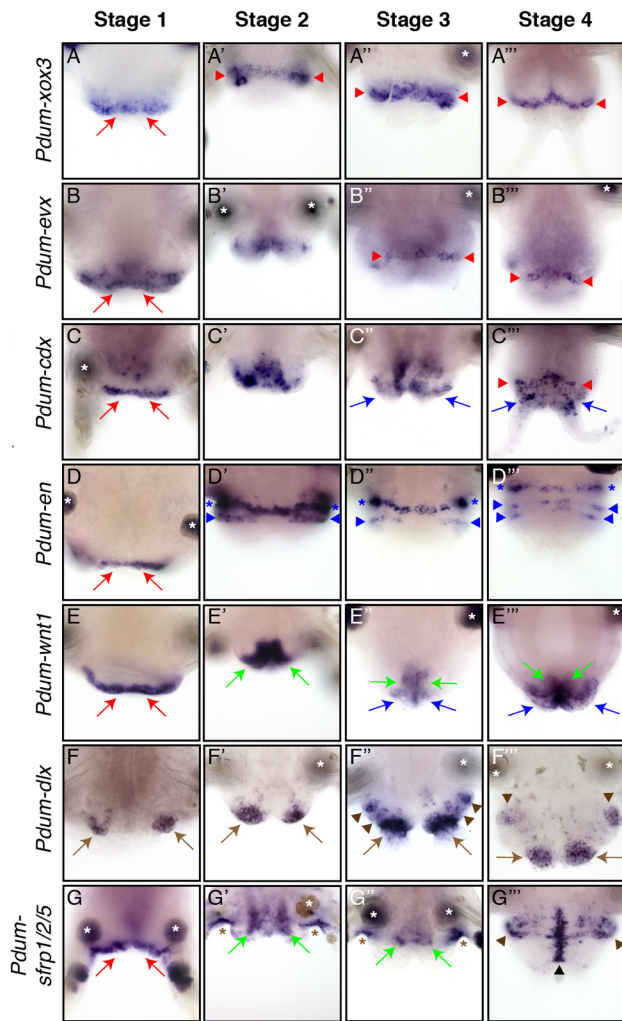 Stage 1 Stage 2 Stage 3 Stage 4
Pdum-xox3
A A' A'' A'''
Pdum-evx
B B' B'' B'''
Pdum-cdx
C C' C'' C'''
Pdum-en
D D' D'' D'''
Pdum-wnt1
E E' E'' E'''
Pdum-dlx
F F' F'' F'''
Pdum-
sfrp1/2/5
G G' G'' G'''